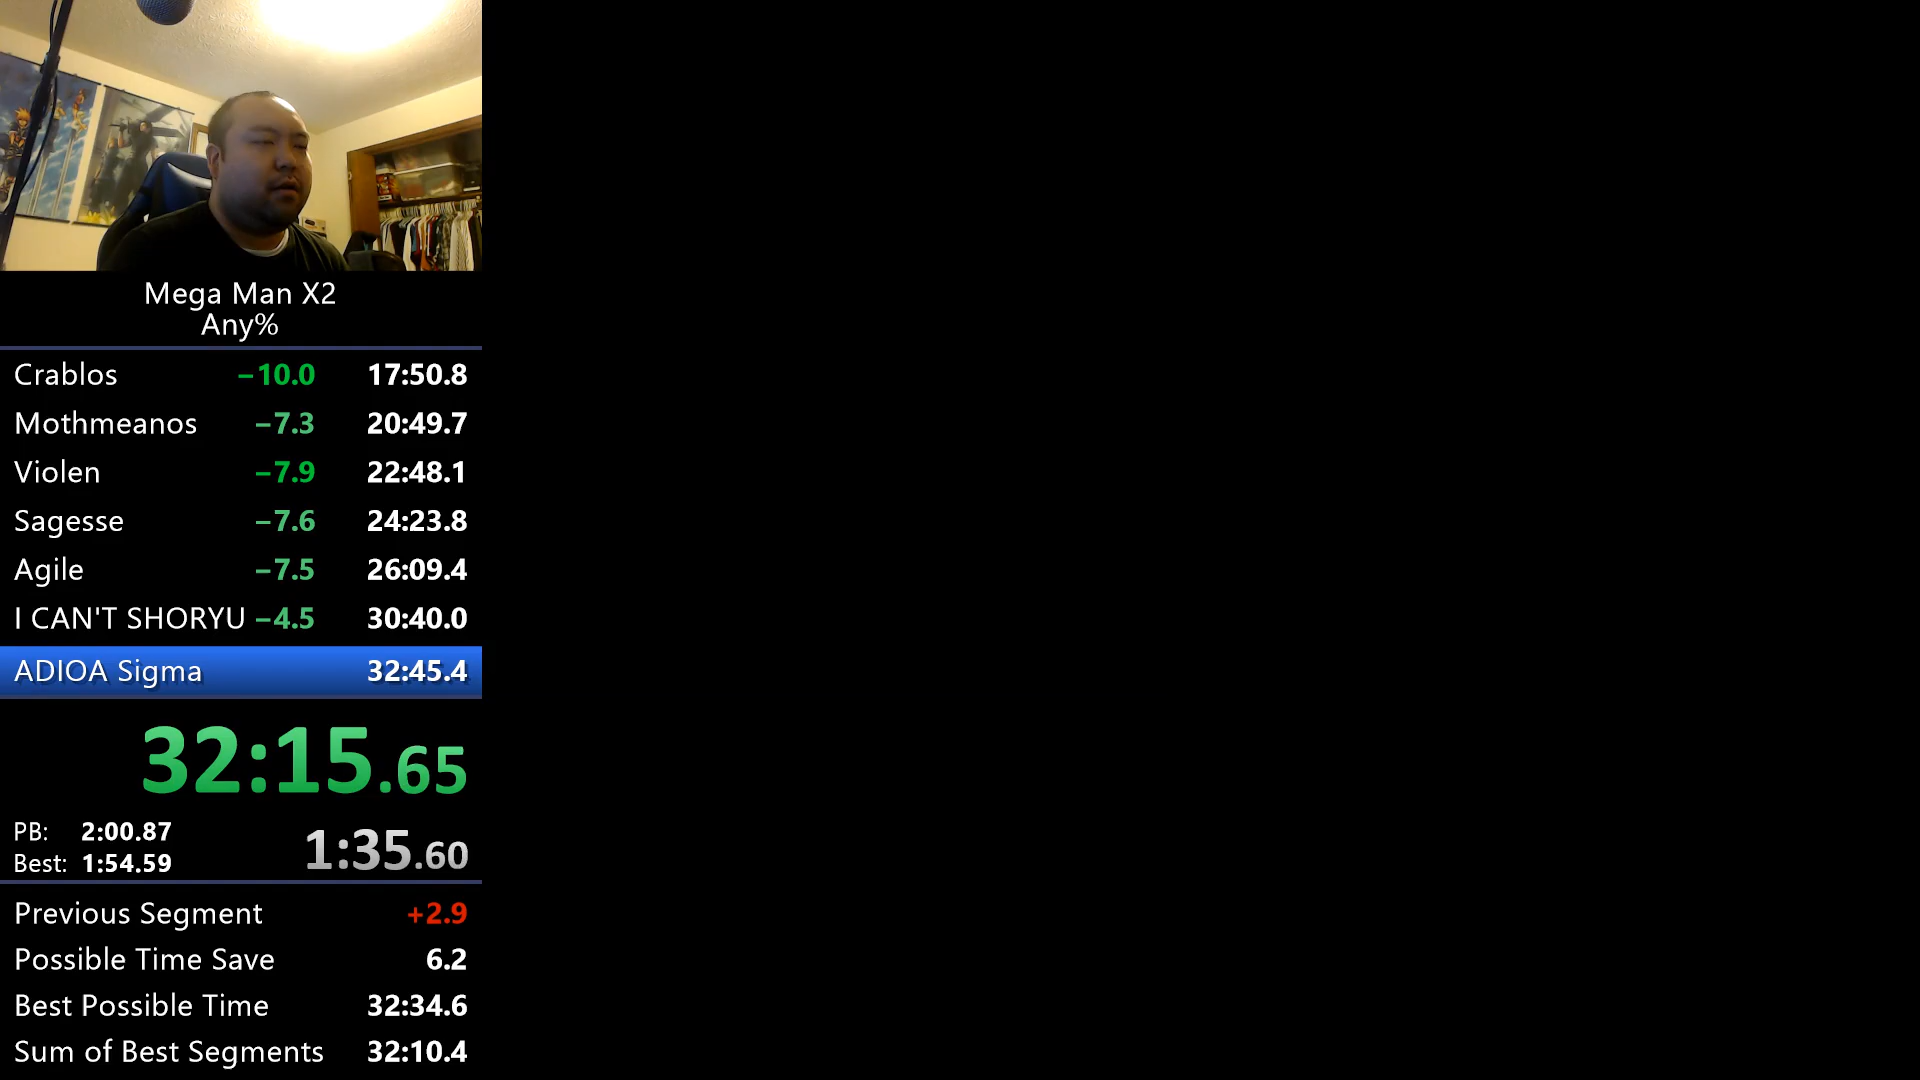 Mega Man X2
Any%
Crablos −10.0 17:50.8
Mothmeanos −7.3 20:49.7
Violen −7.9 22:48.1
Sagesse −7.6 24:23.8
Agile −7.5 26:09.4
I CAN'T SHORYU −4.5 30:40.0
ADIOA Sigma 32:45.4
32:15.65
PB: 2:00.87
Best: 1:54.59
1:35.60
Previous Segment +2.9
Possible Time Save 6.2
Best Possible Time 32:34.6
Sum of Best Segments 32:10.4